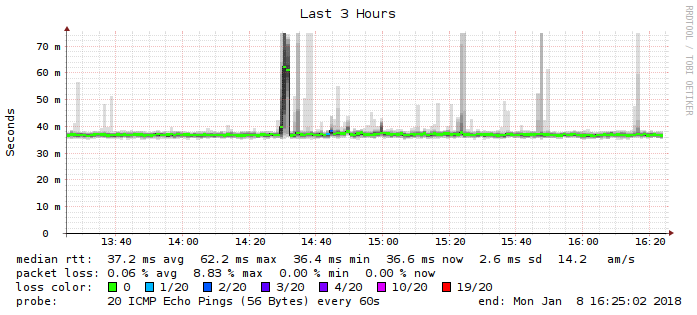 Last 3 Hours
RRDTOOL / TOBI OETIKER
Seconds
70 m
60 m
50 m
40 m
30 m
20 m
10 m
0
13:40 14:00 14:20 14:40 15:00 15:20 15:40 16:00 16:20
median rtt: 37.2 ms avg 62.2 ms max 36.4 ms min 36.6 ms now 2.6 ms sd 14.2 am/s
packet loss: 0.06 % avg 8.83 % max 0.00 % min 0.00 % now
loss color: 0 1/20 2/20 3/20 4/20 10/20 19/20
probe: 20 ICMP Echo Pings (56 Bytes) every 60s end: Mon Jan 8 16:25:02 2018